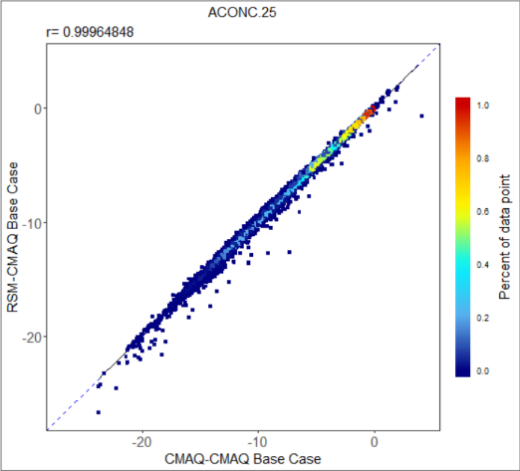 ACONC.25
r= 0.99964848
RSM-CMAQ Base Case
0
-10
-20
-20
-10
0
CMAQ-CMAQ Base Case
1.0
0.8
0.6
0.4
0.2
0.0
Percent of data point